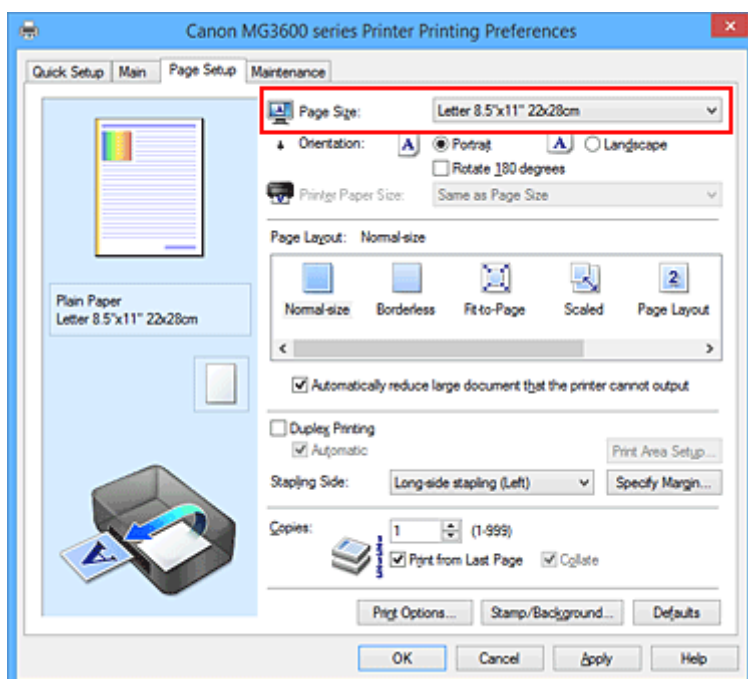 Canon MG3600 series Printer Printing Preferences
Quick Setup Main Page Setup Maintenance
Page Size: Letter 8.5"x11" 22x28cm
Orientation: A Portrait A Landscape
Rotate 180 degrees
Printer Paper Size: Same as Page Size
Page Layout: Normal-size
2
Normal-size Borderless Fit-to-Page Scaled Page Layout
Plain Paper
Letter 8.5"x11" 22x28cm
Automatically reduce large document that the printer cannot output
Duplex Printing
Automatic Print Area Setup...
Stapling Side: Long-side stapling (Left) Specify Margin...
Copies: 1 (1-999)
Print from Last Page Collate
A
Print Options... Stamp/Background... Defaults
OK Cancel Apply Help